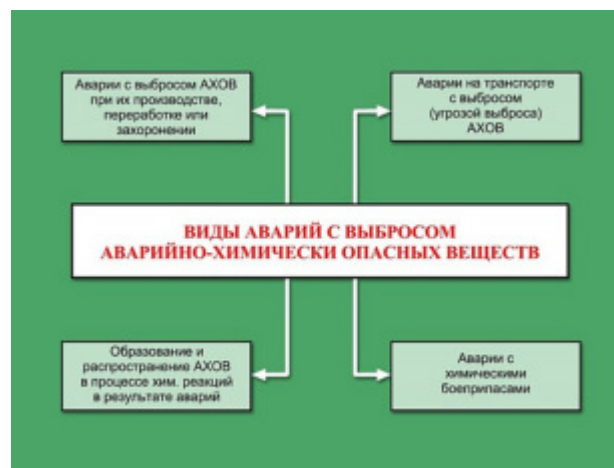 Аварии с выбросом АХОВ
при их производстве,
переработке или
захоронении
Аварии на транспорте
с выбросом
(угрозой выброса)
АХОВ
ВИДЫ АВАРИЙ С ВЫБРОСОМ
АВАРИЙНО-ХИМИЧЕСКИ ОПАСНЫХ ВЕЩЕСТВ
Образование и
распространение АХОВ
в процессе хим. реакций
в результате аварий
Аварии с
химическими
боеприпасами